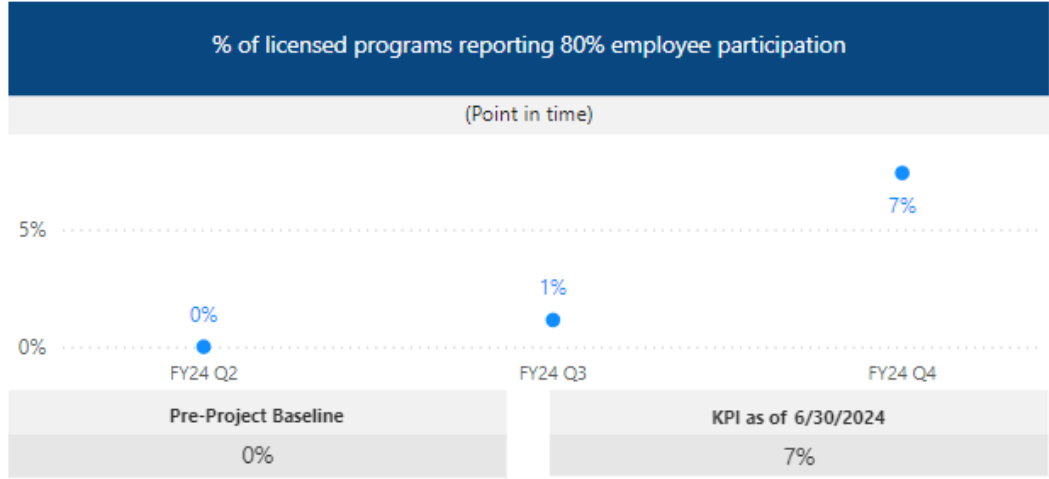 % of licensed programs reporting 80% employee participation
(Point in time)
7%
5%
1%
0%
0%
FY24 Q2 FY24 Q3 FY24 Q4
Pre-Project Baseline KPI as of 6/30/2024
0% 7%